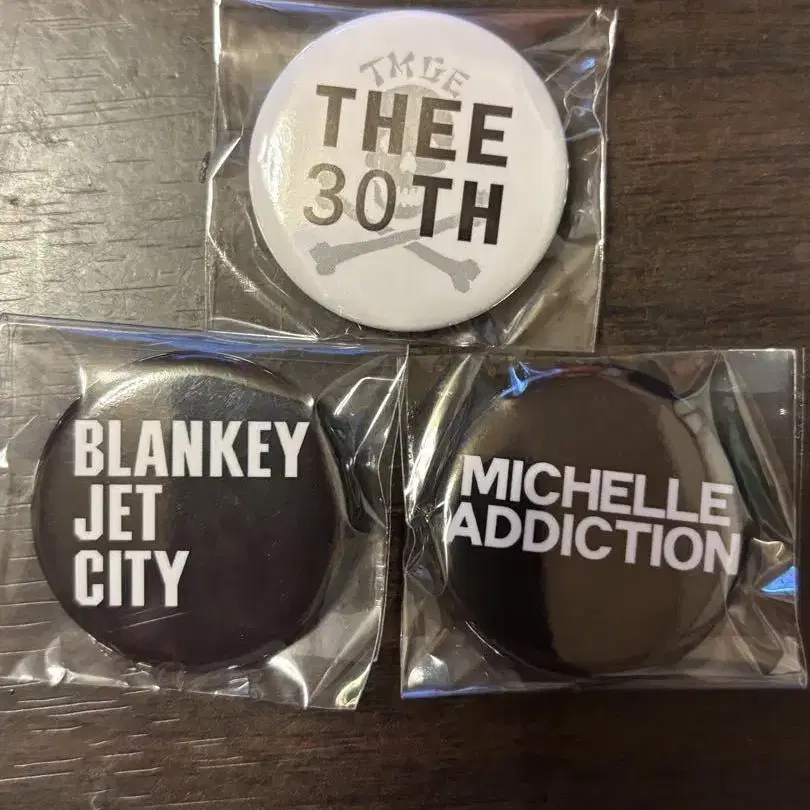 TMGE
THEE
30TH
BLANKEY
JET
CITY
MICHELLE
ADDICTION